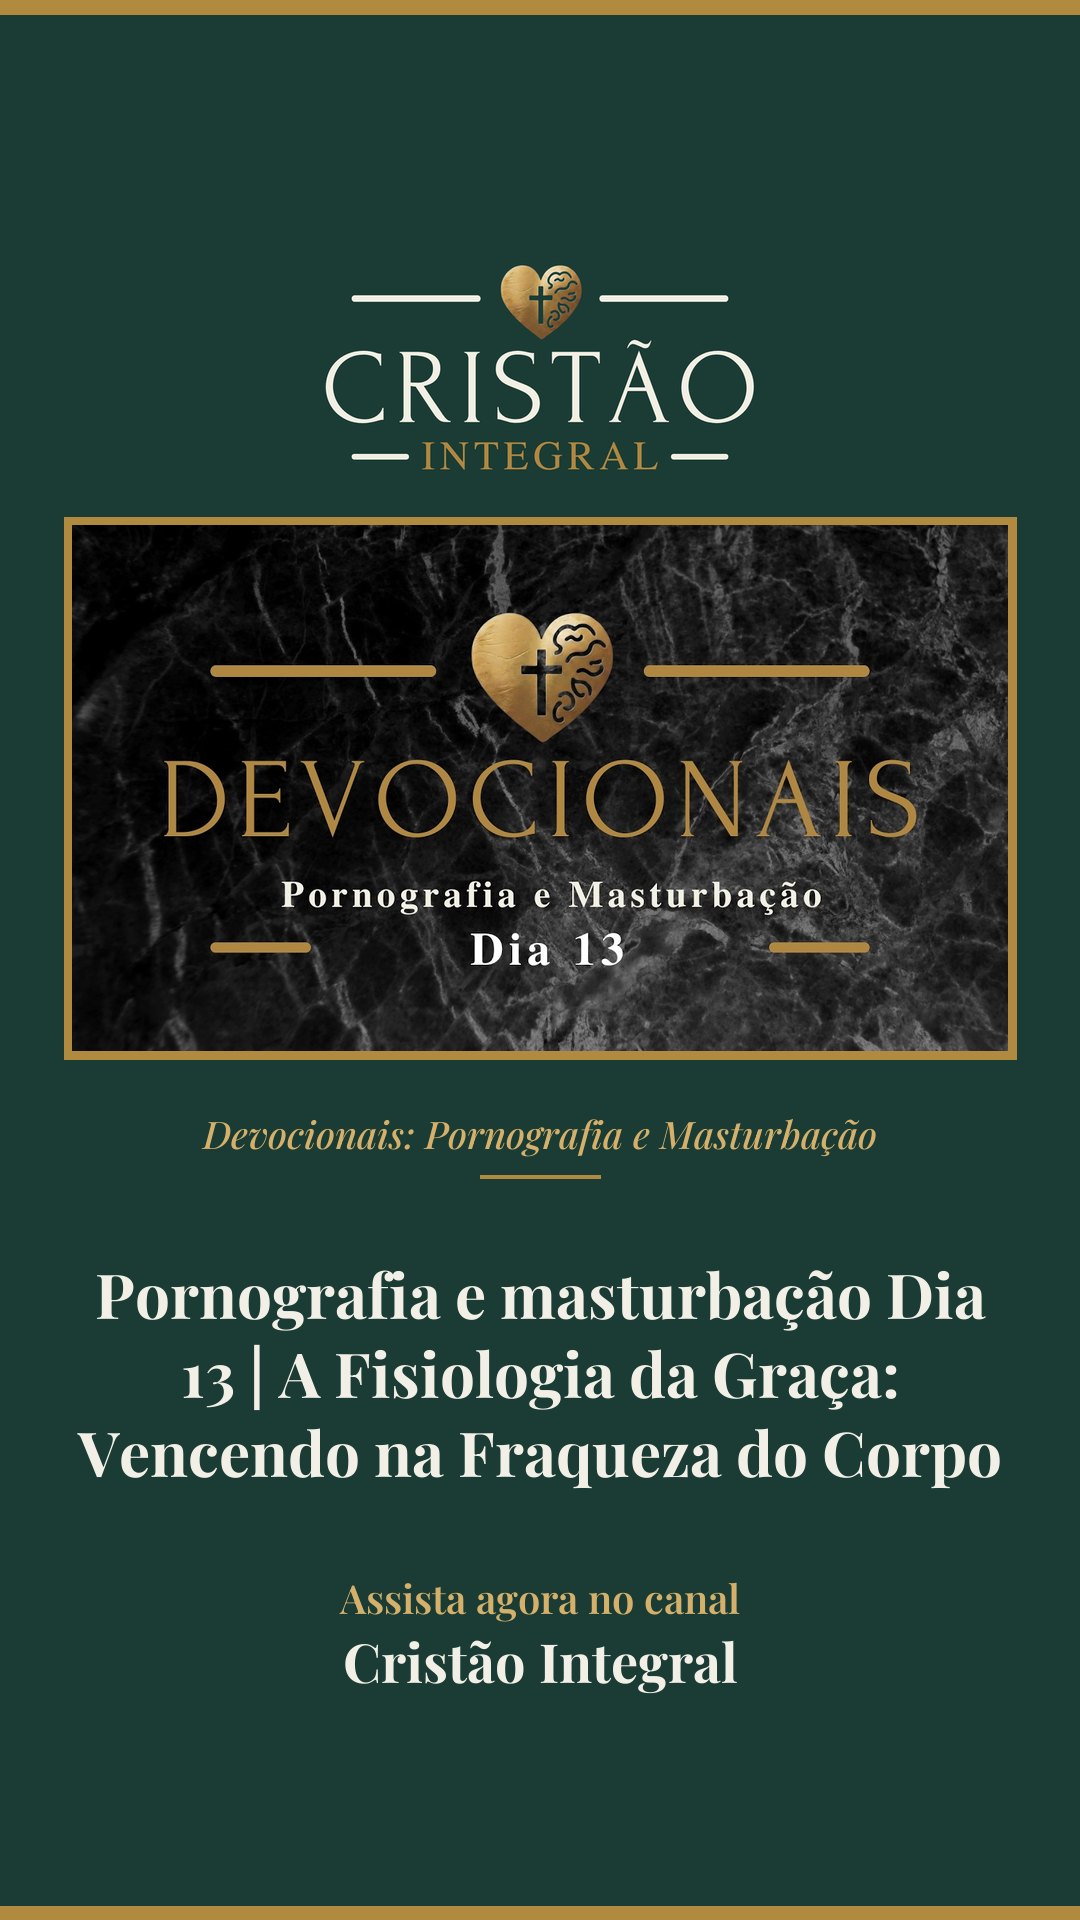 CRISTÃO
INTEGRAL
DEVOCIONAIS
Pornografia e Masturbação
Dia 13
Devocionais: Pornografia e Masturbação
Pornografia e masturbação Dia
13 | A Fisiologia da Graça:
Vencendo na Fraqueza do Corpo
Assista agora no canal
Cristão Integral